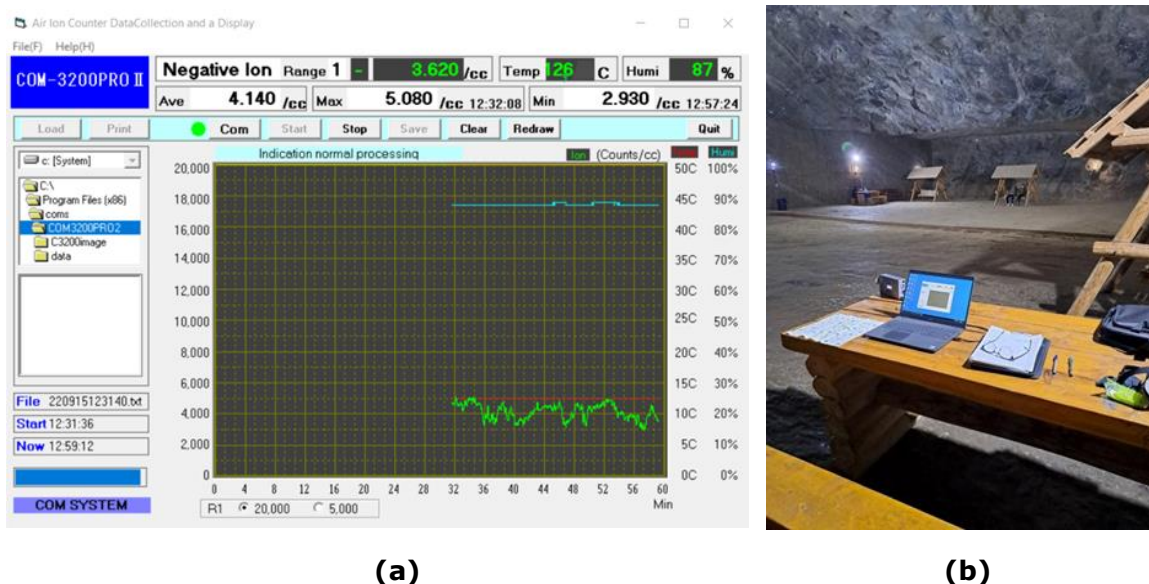 Air Ion Counter DataCollection and a Display
File(F) Help(H)
COM-3200PRO II
Negative Ion Range 1 - 3.620 /cc Temp 126 C Humi 87 %
Ave 4.140 /cc Max 5.080 /cc 12:32:08 Min 2.930 /cc 12:57:24
Load Print Com Start Stop Save Clear Redraw Quit
c: [System]
C:\
Program Files (x86)
coms
COM3200PRO2
C3200image
data
File 220915123140.txt
Start 12:31:36
Now 12:59:12
COM SYSTEM
Indication normal processing Ion (Counts/cc) Humi
20,000 50C 100%
18,000 45C 90%
16,000 40C 80%
14,000 35C 70%
12,000 30C 60%
10,000 25C 50%
8,000 20C 40%
6,000 15C 30%
4,000 10C 20%
2,000 5C 10%
0 0C 0%
0 4 8 12 16 20 24 28 32 36 40 44 48 52 56 60
Min
R1 20,000 5,000
(a) (b)